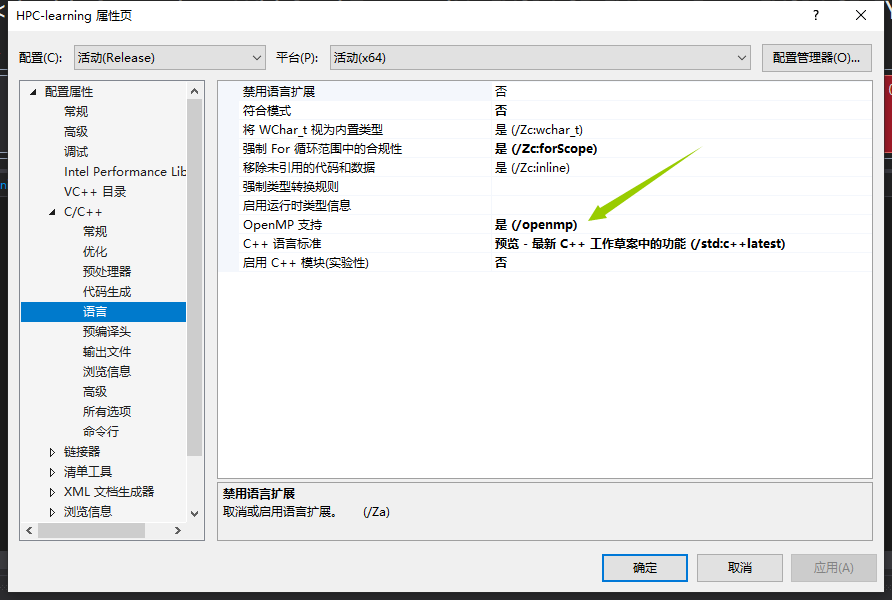 HPC-learning 属性页
配置(C): 活动(Release) 平台(P): 活动(x64) 配置管理器(O)...
配置属性
常规
高级
调试
Intel Performance Lib
VC++ 目录
C/C++
常规
优化
预处理器
代码生成
语言
预编译头
输出文件
浏览信息
高级
所有选项
命令行
链接器
清单工具
XML 文档生成器
浏览信息
禁用语言扩展 否
符合模式 否
将 WChar_t 视为内置类型 是 (/Zc:wchar_t)
强制 For 循环范围中的合规性 是 (/Zc:forScope)
移除未引用的代码和数据 是 (/Zc:inline)
强制类型转换规则
启用运行时类型信息
OpenMP 支持 是 (/openmp)
C++ 语言标准 预览 - 最新 C++ 工作草案中的功能 (/std:c++latest)
启用 C++ 模块(实验性) 否
禁用语言扩展
取消或启用语言扩展。 (/Za)
确定 取消 应用(A)